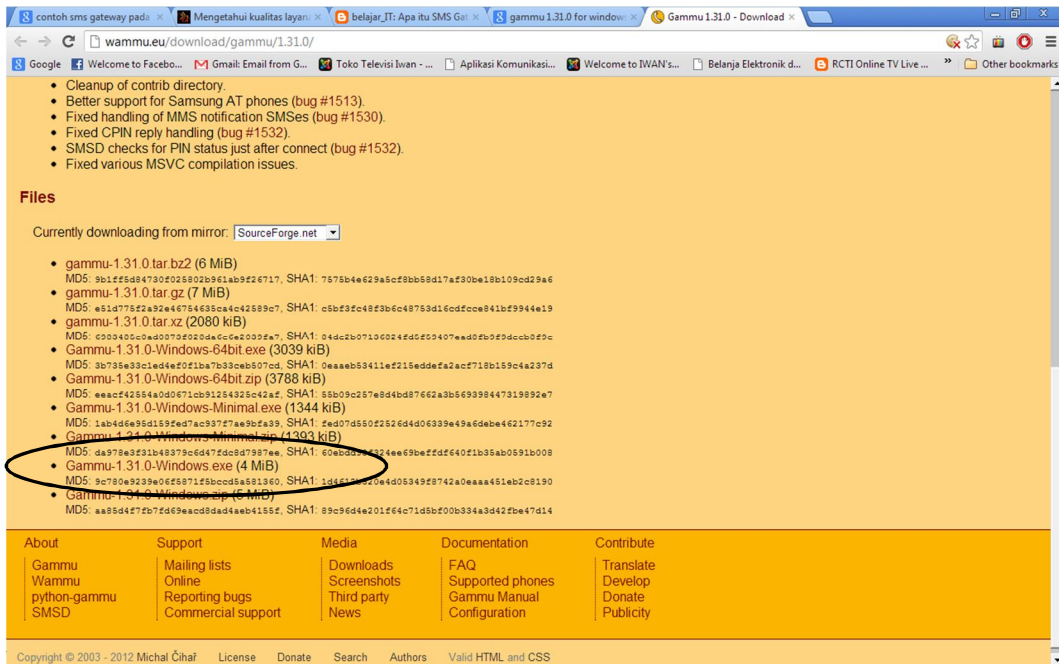 contoh sms gateway pada
Mengetahui kualitas layan
belajar_IT: Apa itu SMS Gat
gammu 1.31.0 for window
Gammu 1.31.0 - Download
wammu.eu/download/gammu/1.31.0/
Google Welcome to Facebo... Gmail: Email from G... Toko Televisi Iwan - ... Aplikasi Komunikasi... Welcome to IWAN's... Belanja Elektronik d... RCTI Online TV Live ... » Other bookmarks
Cleanup of contrib directory.
Better support for Samsung AT phones (bug #1513).
Fixed handling of MMS notification SMSes (bug #1530).
Fixed CPIN reply handling (bug #1532).
SMSD checks for PIN status just after connect (bug #1532).
Fixed various MSVC compilation issues.
Files
Currently downloading from mirror: SourceForge.net
gammu-1.31.0.tar.bz2 (6 MiB)
MD5: 9b1ff5d84730f025802b961ab9f26717, SHA1: 7575b4e629a5cf8bb58d17af30be18b109cd29a6
gammu-1.31.0.tar.gz (7 MiB)
MD5: e51d775f2a92e46754635ca4c42589c7, SHA1: c5bf3fc48f3b6c48753d16cdfcce841bf9944e19
gammu-1.31.0.tar.xz (2080 kiB)
MD5: SHA1:
Gammu-1.31.0-Windows-64bit.exe (3039 kiB)
MD5: 3b735e33c1ed4ef0f1ba7b33ceb507cd, SHA1: 0eaaeb53411ef215eddefa2acf718b159c4a237d
Gammu-1.31.0-Windows-64bit.zip (3788 kiB)
MD5: eeacf42554a0d0671cb91254325c42af, SHA1: 55b09c257e8d4bd87662a3b569398447319892e7
Gammu-1.31.0-Windows-Minimal.exe (1344 kiB)
MD5: 1ab4d6e95d159fed7ac937f7ae9bfa39, SHA1: fed07d550f2526d4d06339e49a6debe462177c92
Gammu-1.31.0-Windows-Minimal.zip (1393 kiB)
MD5: da978e3f31b48379c6d47fdc8d7987ee, SHA1:
Gammu-1.31.0-Windows.exe (4 MiB)
MD5: 9c780e9239e06f5871f5bccd5a581360, SHA1:
Gammu-1.31.0-Windows.zip (5 MiB)
MD5: aa85d4f7fb7fd69eacd8dad4aeb4155f, SHA1: 89c96d4e201f64c71d5bf00b334a3d42fbe47d14
About Support Media Documentation Contribute
Gammu Mailing lists Downloads FAQ Translate
Wammu Online Screenshots Supported phones Develop
python-gammu Reporting bugs Third party Gammu Manual Donate
SMSD Commercial support News Configuration Publicity
Copyright © 2003 - 2012 Michal Čihař License Donate Search Authors Valid HTML and CSS